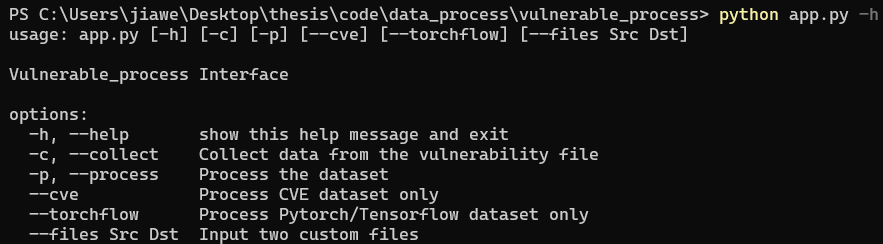 PS C:\Users\jiawe\Desktop\thesis\code\data_process\vulnerable_process> python app.py -h
usage: app.py [-h] [-c] [-p] [--cve] [--torchflow] [--files Src Dst]
Vulnerable_process Interface
options:
-h, --help show this help message and exit
-c, --collect Collect data from the vulnerability file
-p, --process Process the dataset
--cve Process CVE dataset only
--torchflow Process Pytorch/Tensorflow dataset only
--files Src Dst Input two custom files